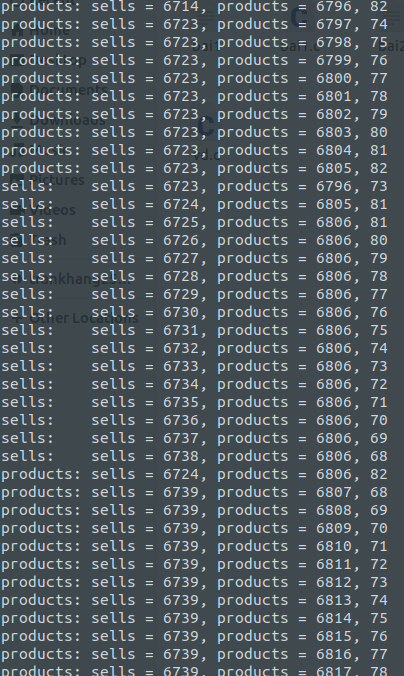 products: sells = 6714, products = 6796, 82
products: sells = 6723, products = 6797, 74
products: sells = 6723, products = 6798, 75
products: sells = 6723, products = 6799, 76
products: sells = 6723, products = 6800, 77
products: sells = 6723, products = 6801, 78
products: sells = 6723, products = 6802, 79
products: sells = 6723, products = 6803, 80
products: sells = 6723, products = 6804, 81
products: sells = 6723, products = 6805, 82
sells:    sells = 6723, products = 6796, 73
sells:    sells = 6724, products = 6805, 81
sells:    sells = 6725, products = 6806, 81
sells:    sells = 6726, products = 6806, 80
sells:    sells = 6727, products = 6806, 79
sells:    sells = 6728, products = 6806, 78
sells:    sells = 6729, products = 6806, 77
sells:    sells = 6730, products = 6806, 76
sells:    sells = 6731, products = 6806, 75
sells:    sells = 6732, products = 6806, 74
sells:    sells = 6733, products = 6806, 73
sells:    sells = 6734, products = 6806, 72
sells:    sells = 6735, products = 6806, 71
sells:    sells = 6736, products = 6806, 70
sells:    sells = 6737, products = 6806, 69
sells:    sells = 6738, products = 6806, 68
products: sells = 6724, products = 6806, 82
products: sells = 6739, products = 6807, 68
products: sells = 6739, products = 6808, 69
products: sells = 6739, products = 6809, 70
products: sells = 6739, products = 6810, 71
products: sells = 6739, products = 6811, 72
products: sells = 6739, products = 6812, 73
products: sells = 6739, products = 6813, 74
products: sells = 6739, products = 6814, 75
products: sells = 6739, products = 6815, 76
products: sells = 6739, products = 6816, 77
products: sells = 6739, products = 6817, 78
Home
Documents
Downloads
Pictures
Videos
Trash
Other Locations